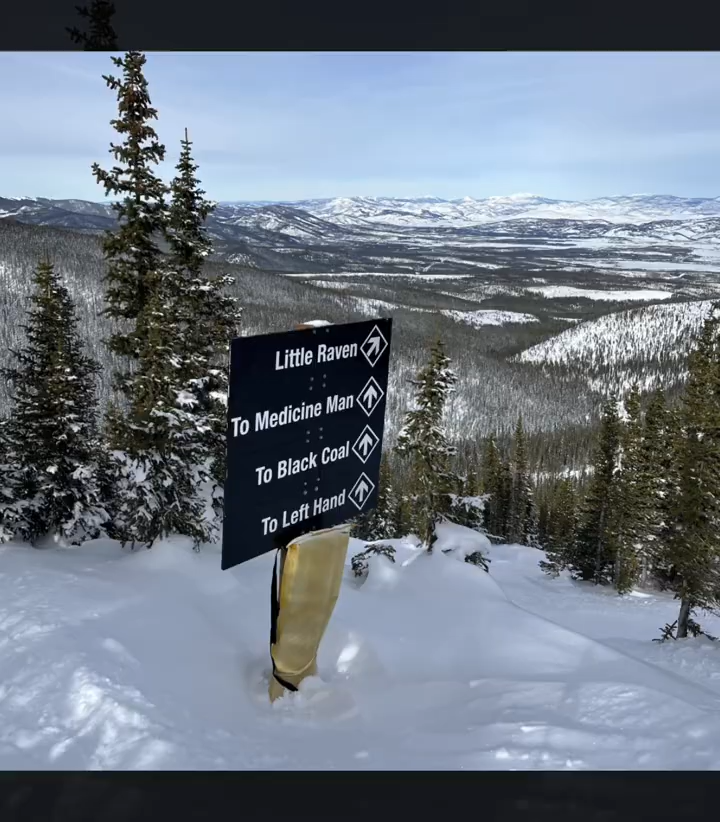 Little Raven
To Medicine Man
To Black Coal
To Left Hand